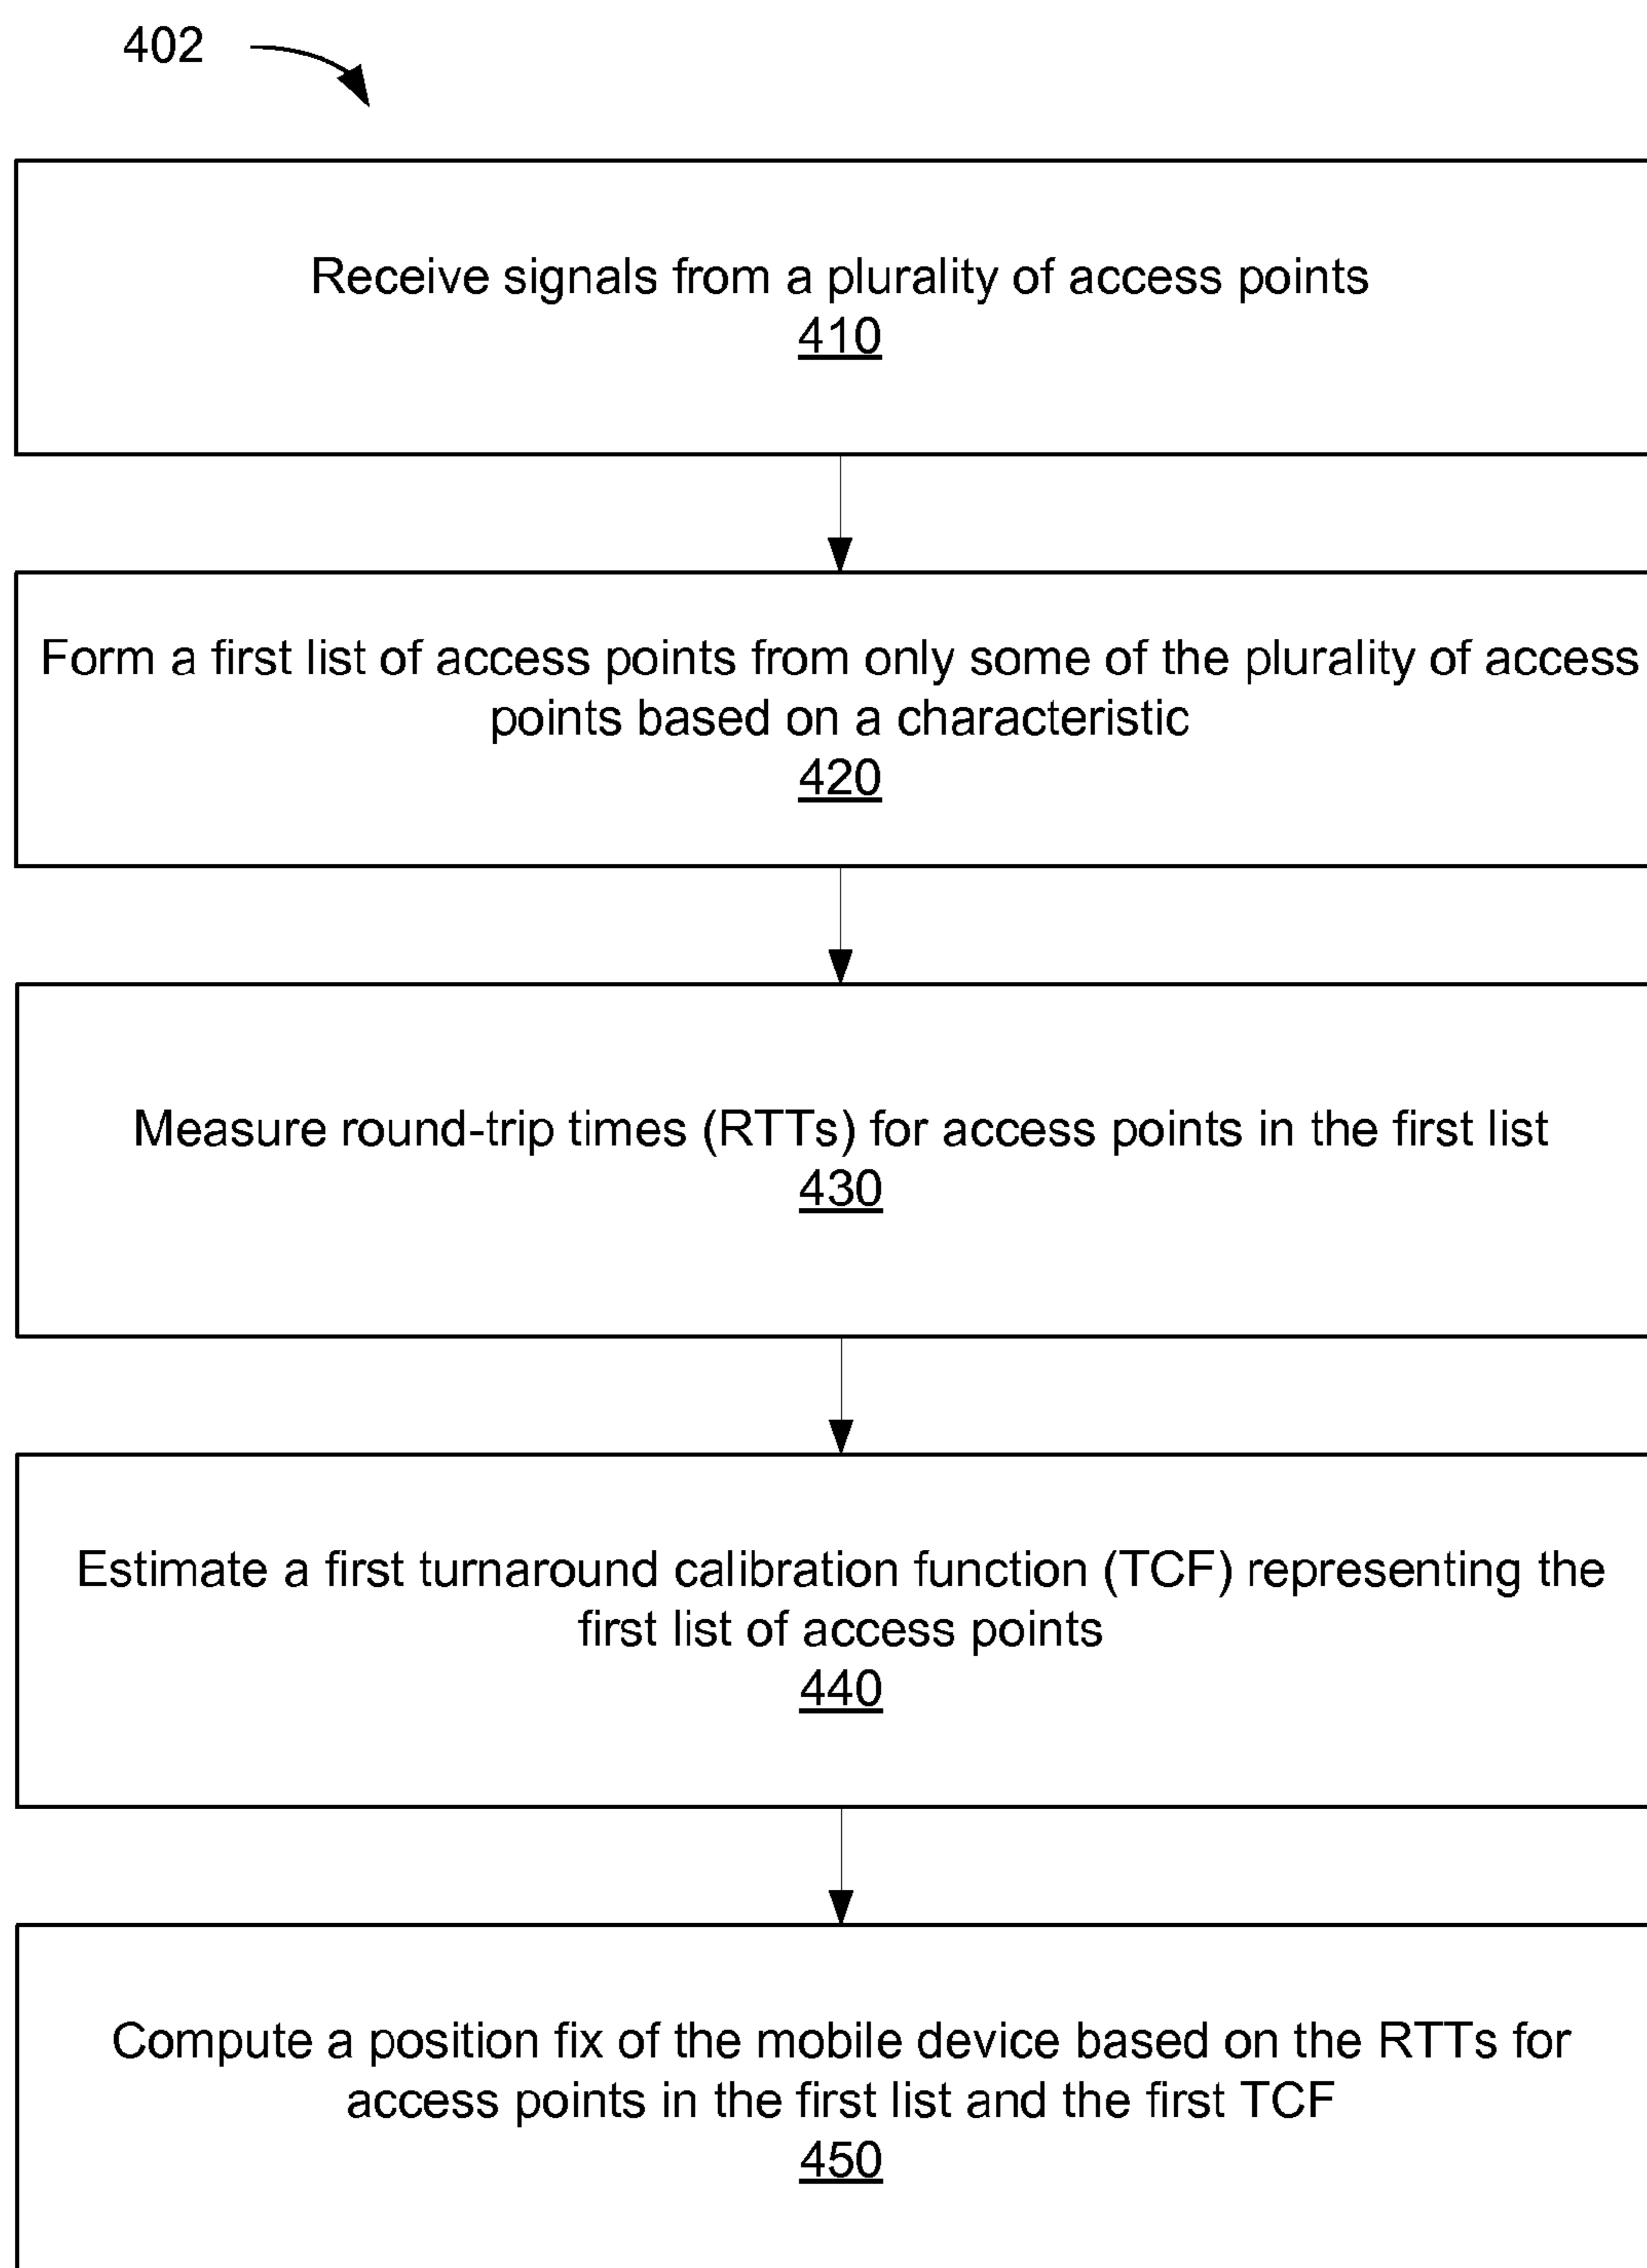 402
Receive signals from a plurality of access points
410
Form a first list of access points from only some of the plurality of access
points based on a characteristic
420
Measure round-trip times (RTTs) for access points in the first list
430
Estimate a first turnaround calibration function (TCF) representing the
first list of access points
440
Compute a position fix of the mobile device based on the RTTs for
access points in the first list and the first TCF
450